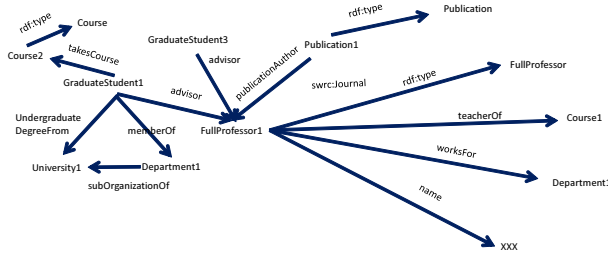 rdf:type
Publication
rdf:type
Course
GraduateStudent3
Publication1
Course2
takesCourse
advisor
publicationAuthor
FullProfessor
GraduateStudent1
swrc:Journal
rdf:type
advisor
Undergraduate
DegreeFrom
memberOf
FullProfessor1
teacherOf
Course1
worksFor
University1
Department1
subOrganizationOf
name
Department1
XXX